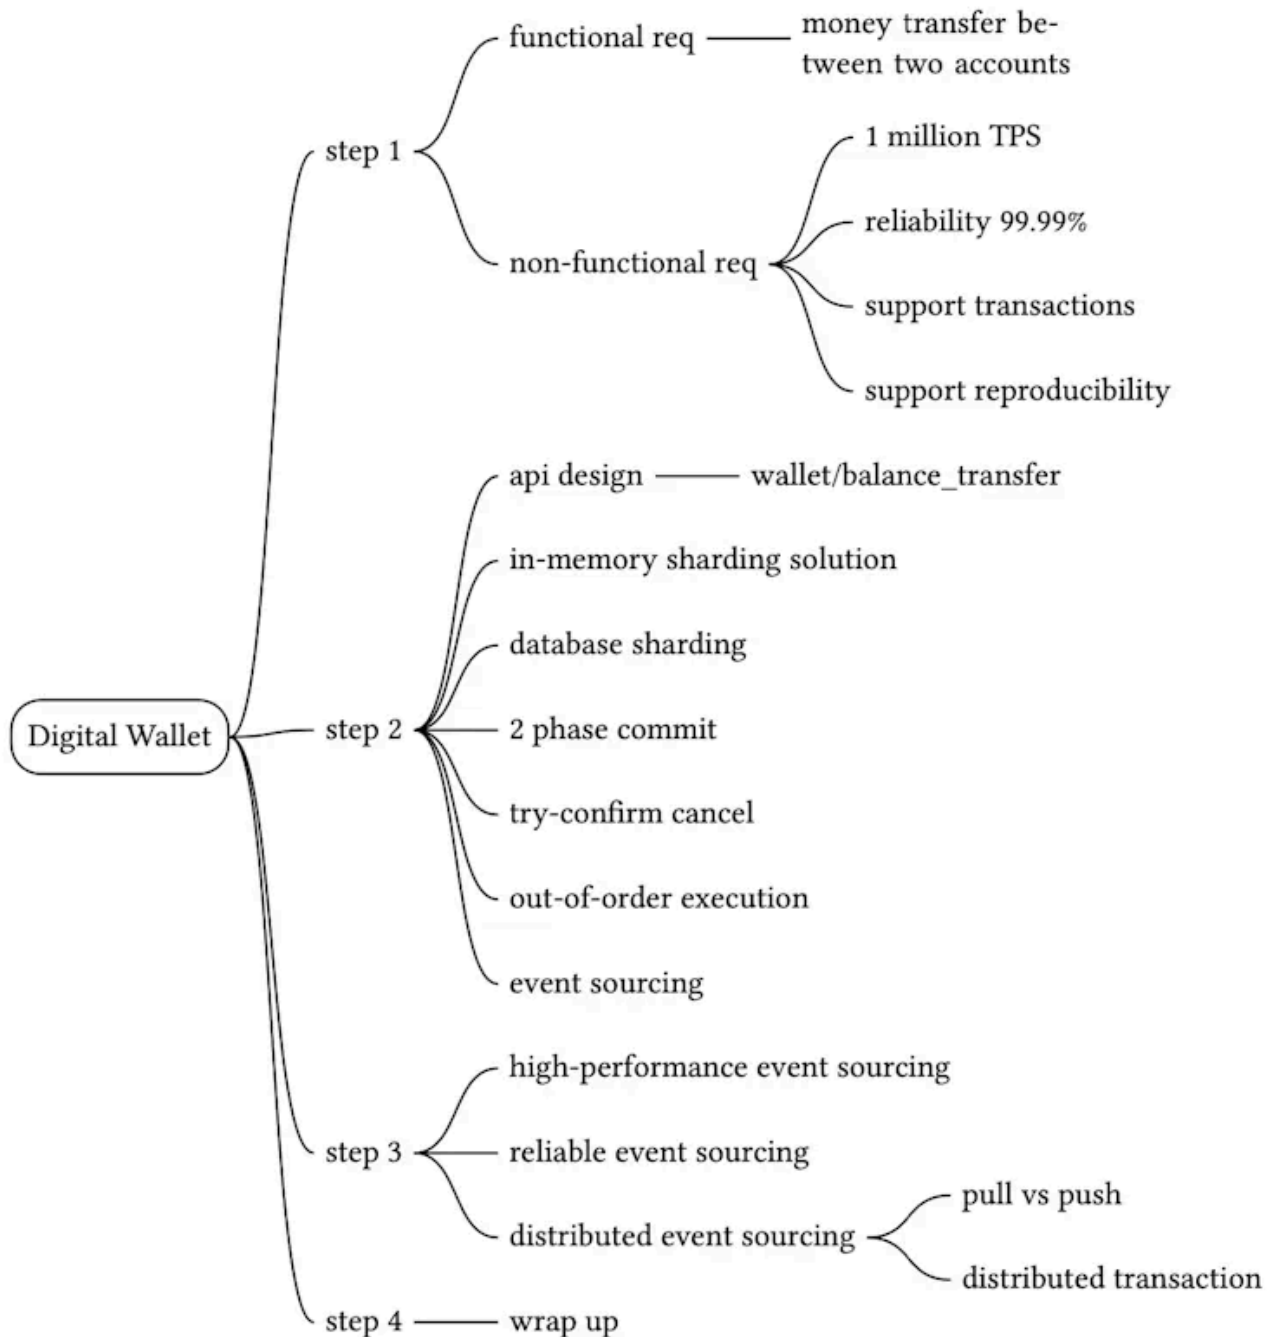 functional req
money transfer be-
tween two accounts
step 1
1 million TPS
reliability 99.99%
non-functional req
support transactions
support reproducibility
api design
wallet/balance_transfer
in-memory sharding solution
database sharding
Digital Wallet
step 2
2 phase commit
try-confirm cancel
out-of-order execution
event sourcing
high-performance event sourcing
step 3
reliable event sourcing
distributed event sourcing
pull vs push
distributed transaction
step 4
wrap up